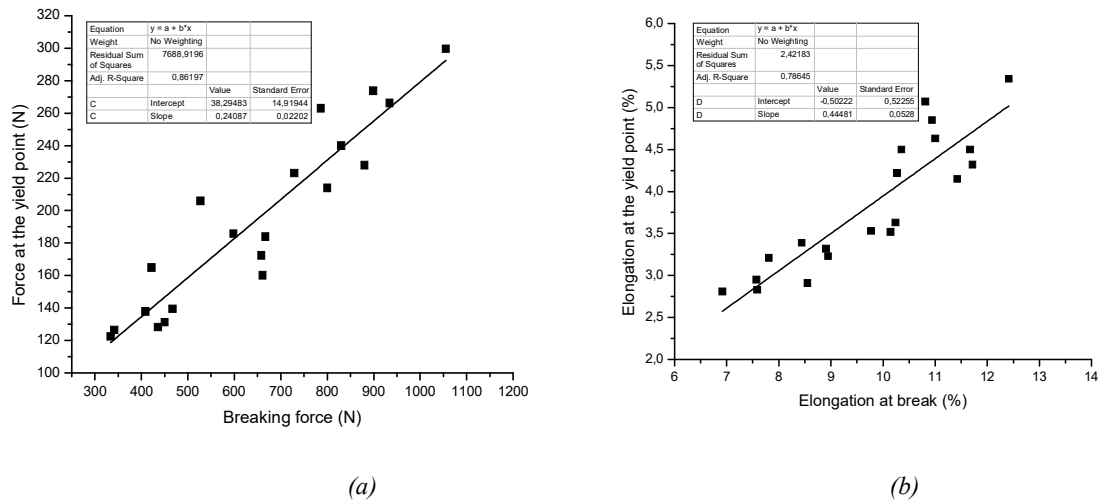 Equation y = a + b*x
Weight No Weighting
Residual Sum of Squares 7688,9196
Adj. R-Square 0,86197
Value Standard Error
C Intercept 38,29483 14,91944
C Slope 0,24087 0,02202
Force at the yield point (N)
320
300
280
260
240
220
200
180
160
140
120
100
300 400 500 600 700 800 900 1000 1100 1200
Breaking force (N)
(a)
Equation y = a + b*x
Weight No Weighting
Residual Sum of Squares 2,42183
Adj. R-Square 0,78645
Value Standard Error
D Intercept -0,50222 0,52255
D Slope 0,44481 0,0528
Elongation at the yield point (%)
6,0
5,5
5,0
4,5
4,0
3,5
3,0
2,5
2,0
6 7 8 9 10 11 12 13 14
Elongation at break (%)
(b)